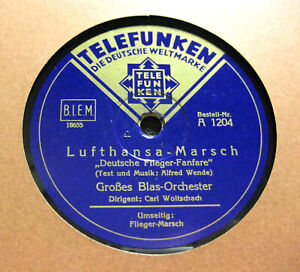 TELEFUNKEN
DIE DEUTSCHE WELTMARKE
TELE
FUN
KEN
B.I.E.M.
18655
Bestell-Nr.
A 1204
Lufthansa-Marsch
„Deutsche Flieger-Fanfare"
(Text und Musik: Alfred Wende)
Großes Blas-Orchester
Dirigent: Carl Woitschach
Umseitig:
Flieger-Marsch